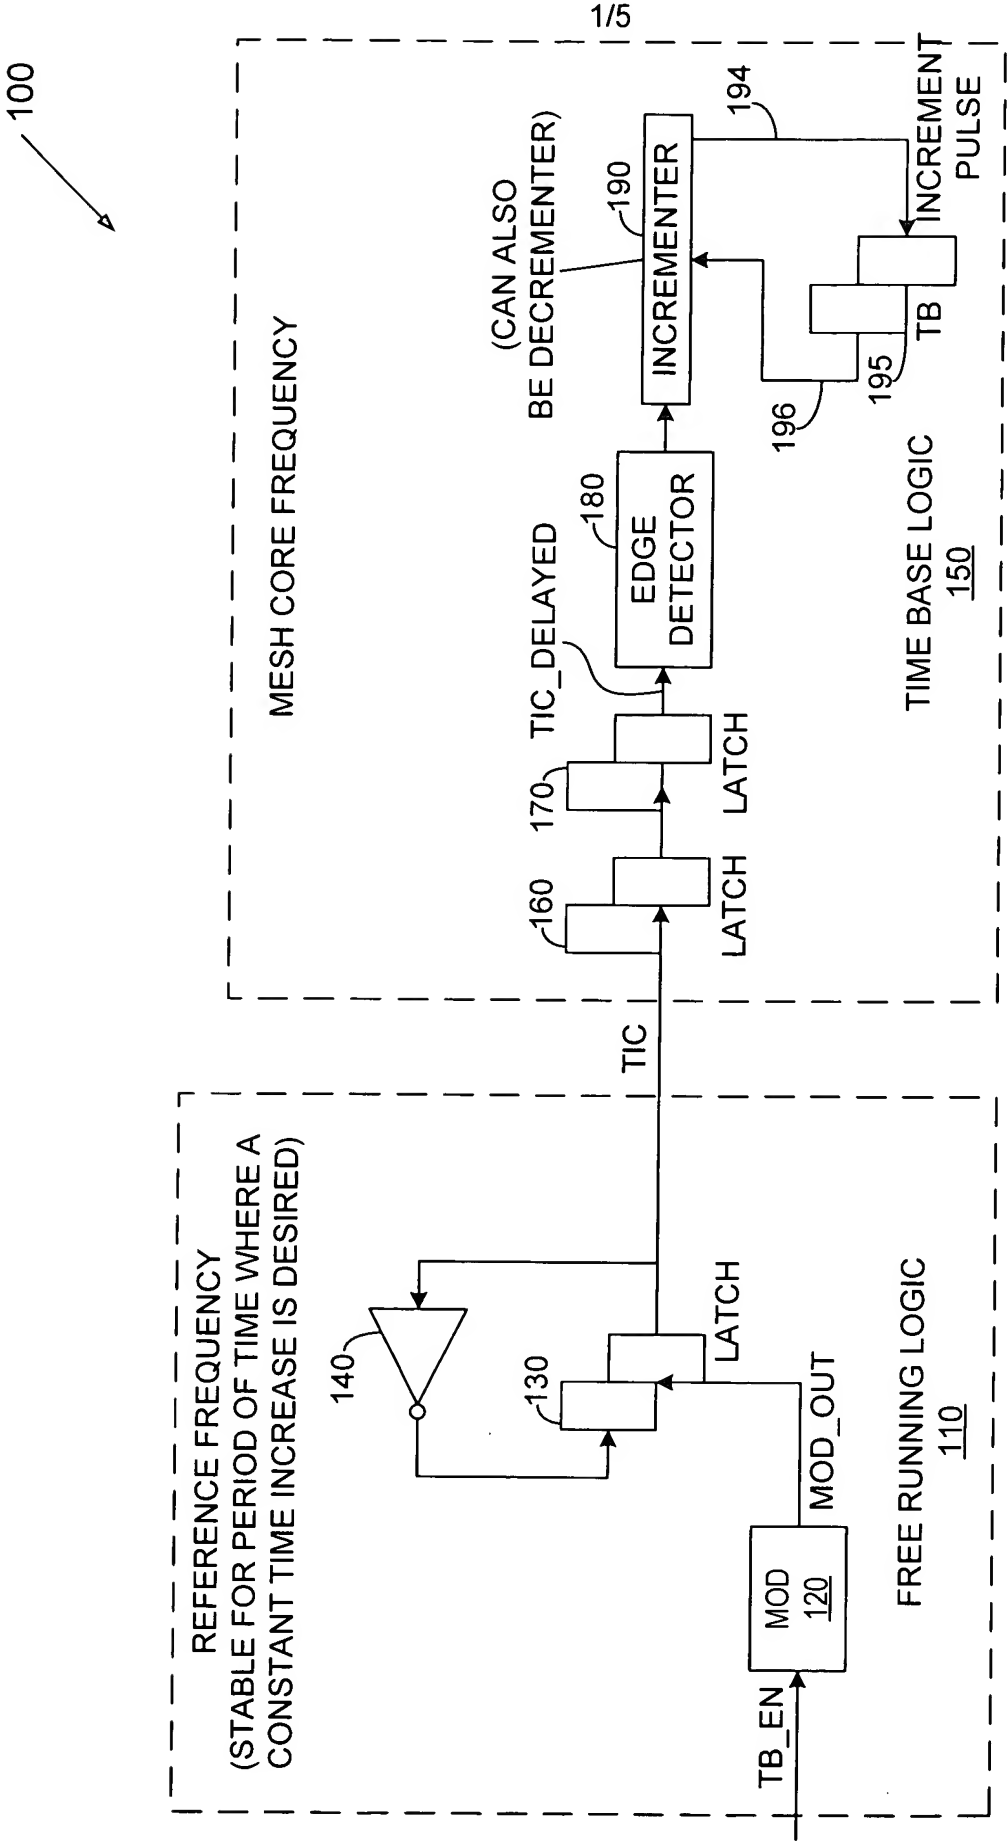 1/5
100
REFERENCE FREQUENCY
(STABLE FOR PERIOD OF TIME WHERE A
CONSTANT TIME INCREASE IS DESIRED)
140
130
LATCH
TB_EN
MOD
120
MOD_OUT
FREE RUNNING LOGIC
110
TIC
MESH CORE FREQUENCY
160
LATCH
170
LATCH
TIC_DELAYED
180
EDGE
DETECTOR
(CAN ALSO
BE DECREMENTER)
190
INCREMENTER
194
196
195
TB
INCREMENT
PULSE
TIME BASE LOGIC
150